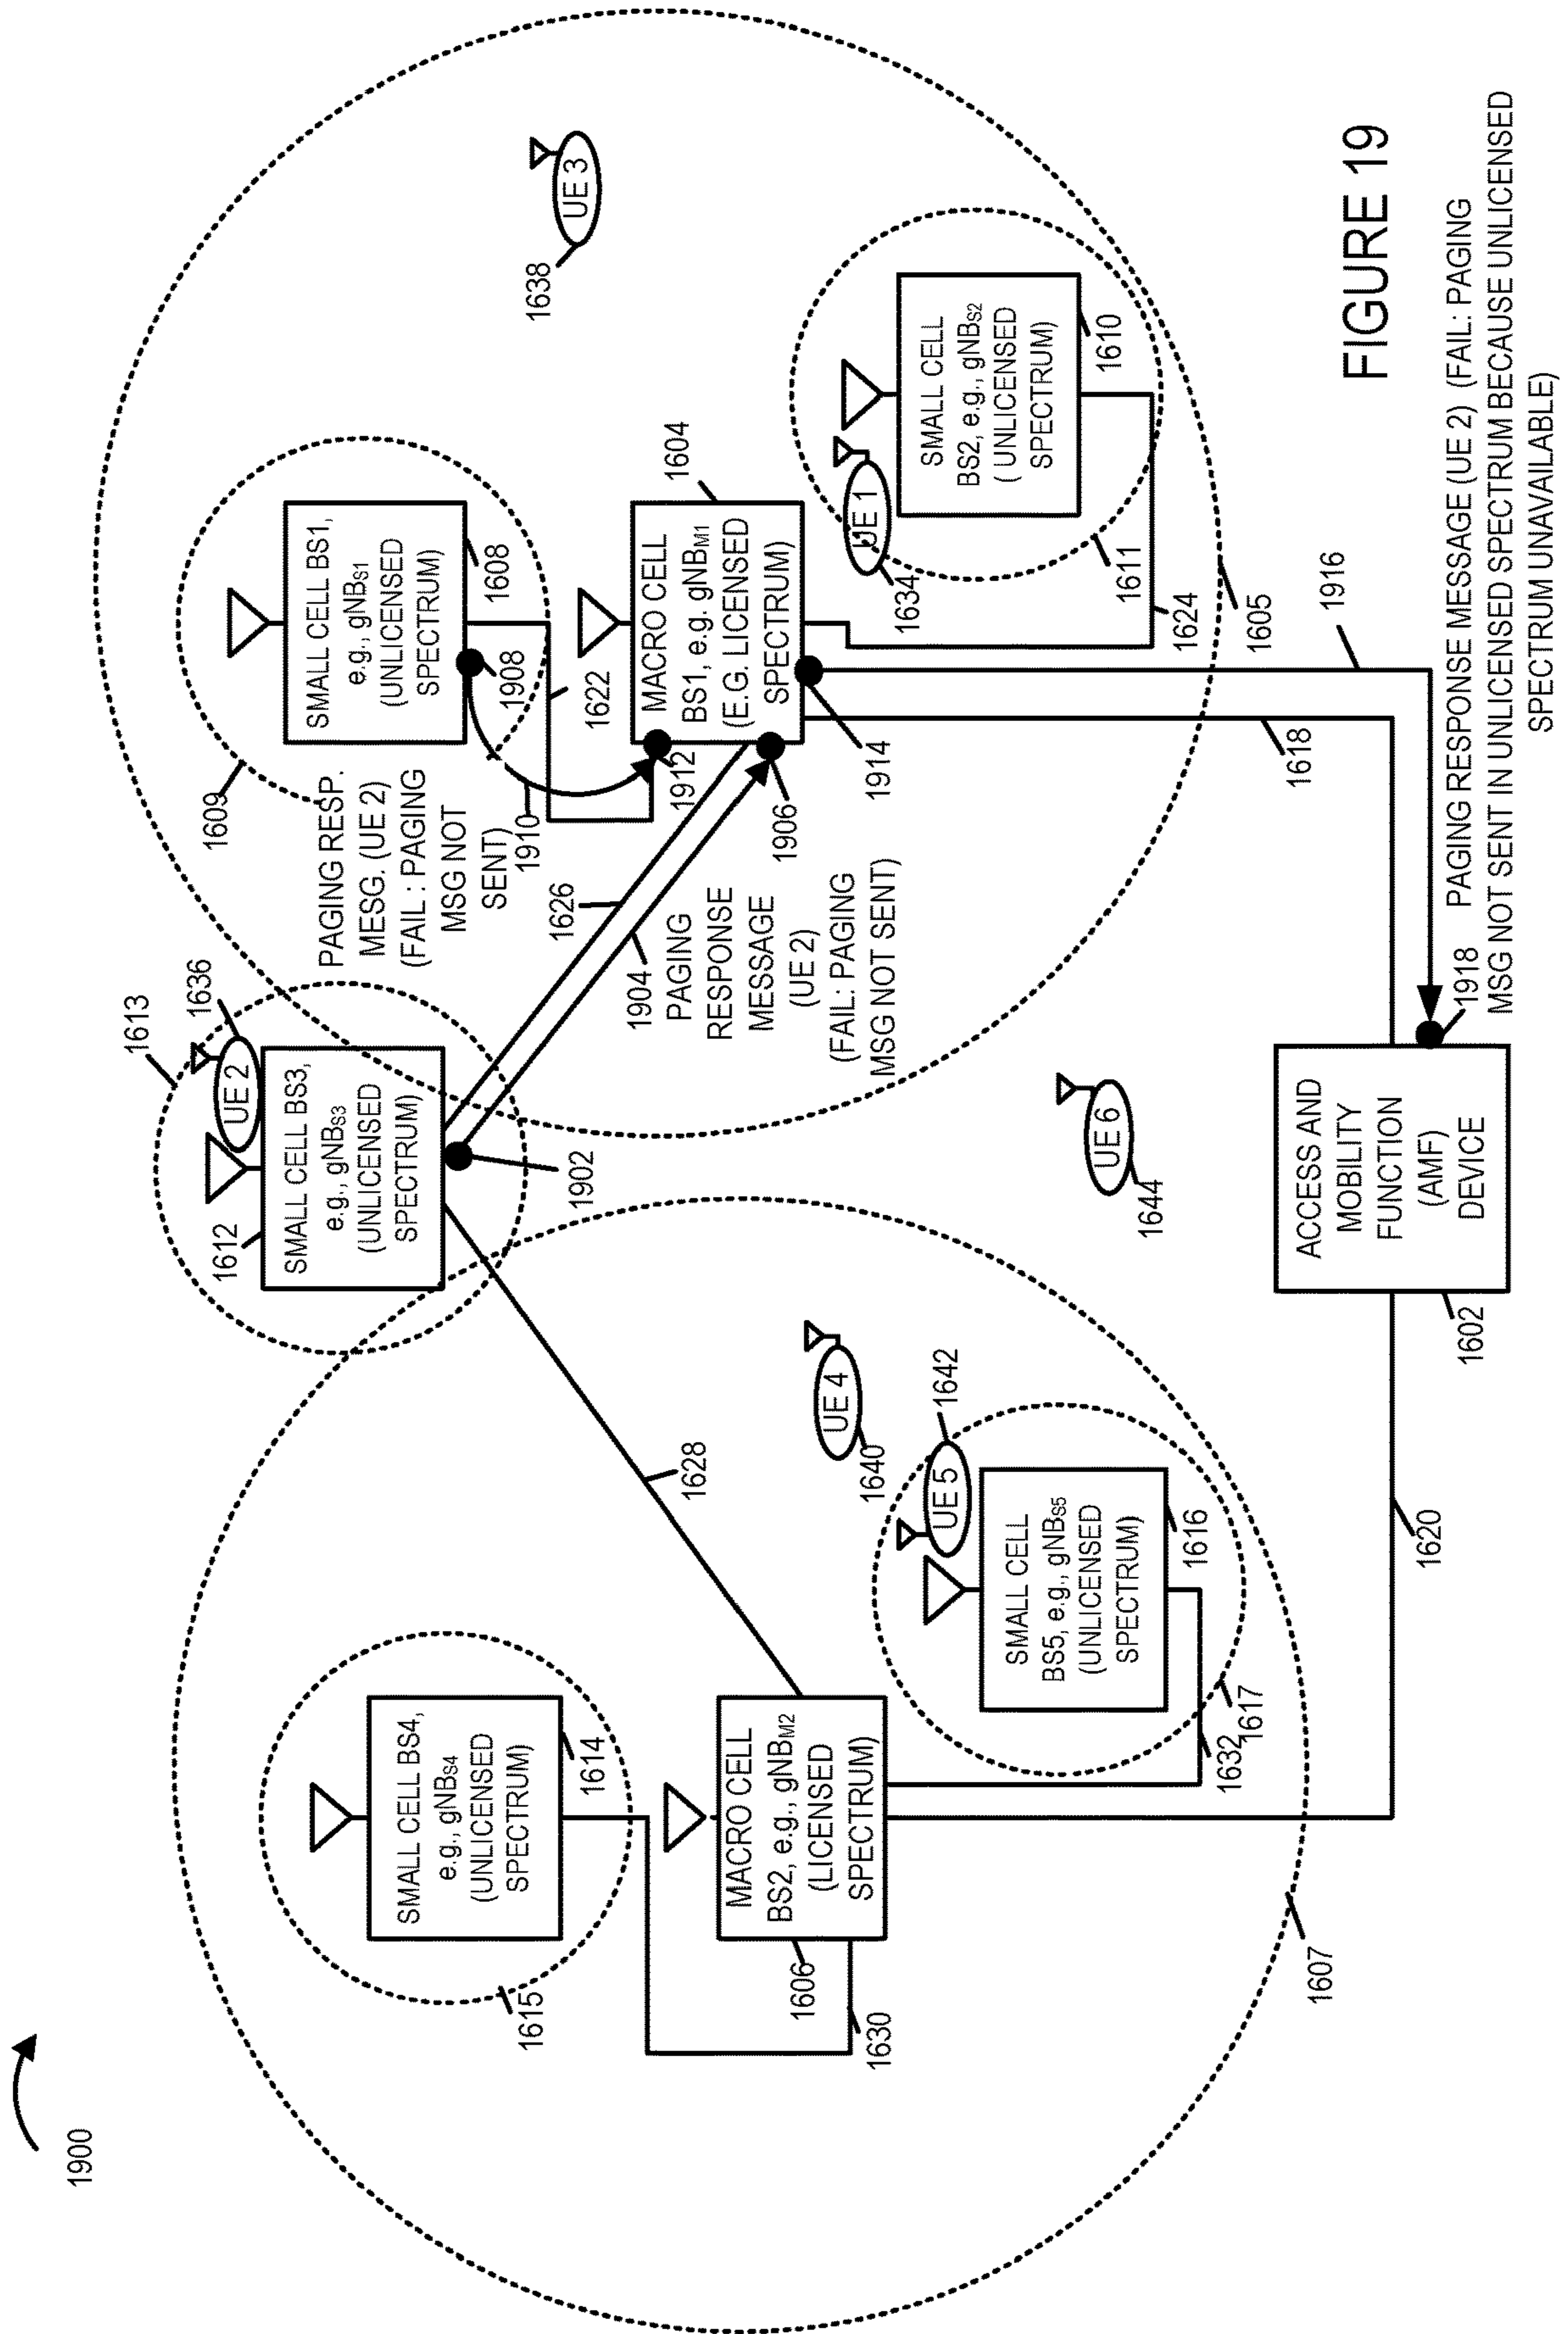 1900
1615
SMALL CELL BS4,
e.g., gNBS4
(UNLICENSED
SPECTRUM)
1614
1606
MACRO CELL
BS2, e.g., gNBM2
(LICENSED
SPECTRUM)
1630
1607
1628
1640
UE 4
1642
UE 5
SMALL CELL
BS5, e.g., gNBS5
(UNLICENSED
SPECTRUM)
1616
1617
1632
1620
1613
1636
UE 2
1612
SMALL CELL BS3,
e.g., gNBS3
(UNLICENSED
SPECTRUM)
1902
1626
1904
PAGING
RESPONSE
MESSAGE
(UE 2)
(FAIL: PAGING
MSG NOT SENT)
1644
UE 6
ACCESS AND
MOBILITY
FUNCTION
(AMF)
DEVICE
1602
1918
1609
PAGING RESP.
MESG. (UE 2)
(FAIL : PAGING
MSG NOT
SENT)
1910
SMALL CELL BS1,
e.g., gNBS1
(UNLICENSED
SPECTRUM)
1608
1908
1622
1912
1906
MACRO CELL
BS1, e.g. gNBM1
(E.G. LICENSED
SPECTRUM)
1604
1914
1618
1638
UE 3
1634
UE 1
SMALL CELL
BS2, e.g., gNBS2
( UNLICENSED
SPECTRUM)
1610
1611
1624
1605
1916
FIGURE 19
PAGING RESPONSE MESSAGE (UE 2) (FAIL: PAGING
MSG NOT SENT IN UNLICENSED SPECTRUM BECAUSE UNLICENSED
SPECTRUM UNAVAILABLE)